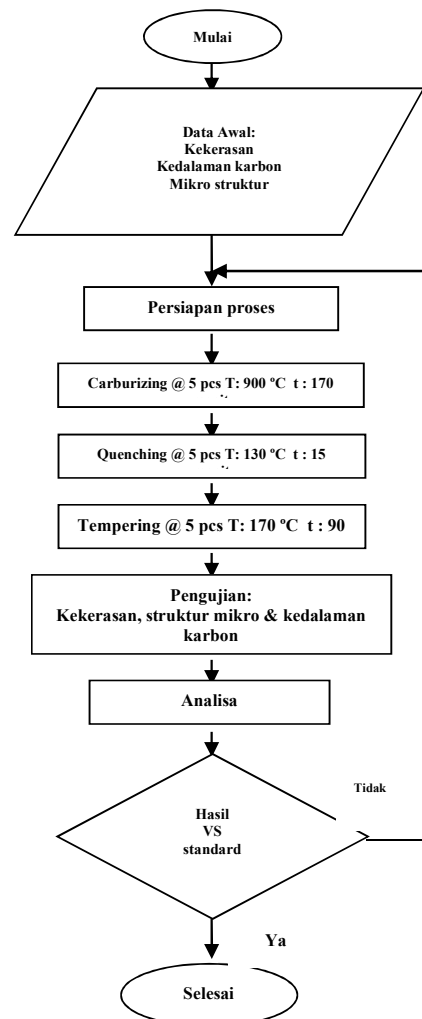 Mulai
Data Awal:
Kekerasan
Kedalaman karbon
Mikro struktur
Persiapan proses
Carburizing @ 5 pcs T: 900 ºC t : 170
Quenching @ 5 pcs T: 130 ºC t : 15
Tempering @ 5 pcs T: 170 ºC t : 90
Pengujian:
Kekerasan, struktur mikro & kedalaman
karbon
Analisa
Tidak
Hasil
VS
standard
Ya
Selesai